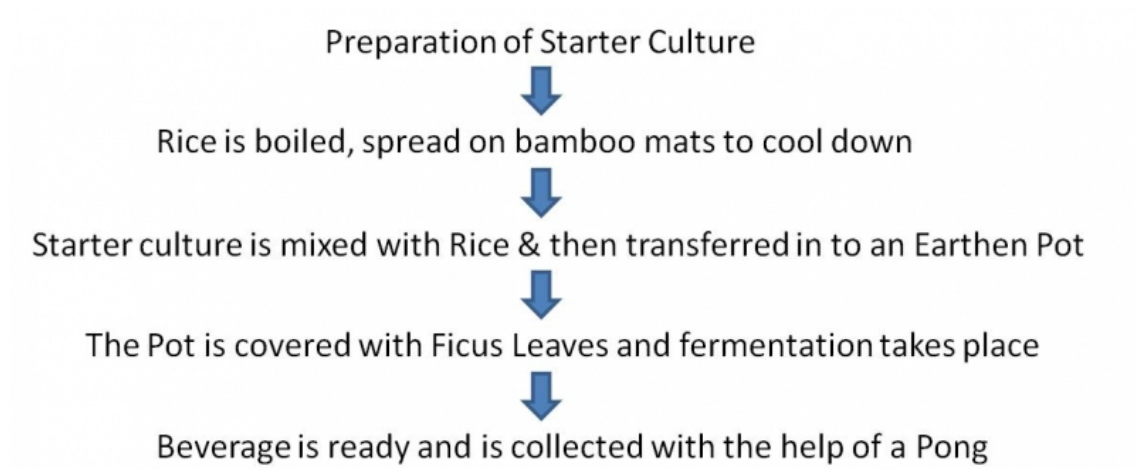 Preparation of Starter Culture
Rice is boiled, spread on bamboo mats to cool down
Starter culture is mixed with Rice & then transferred in to an Earthen Pot
The Pot is covered with Ficus Leaves and fermentation takes place
Beverage is ready and is collected with the help of a Pong